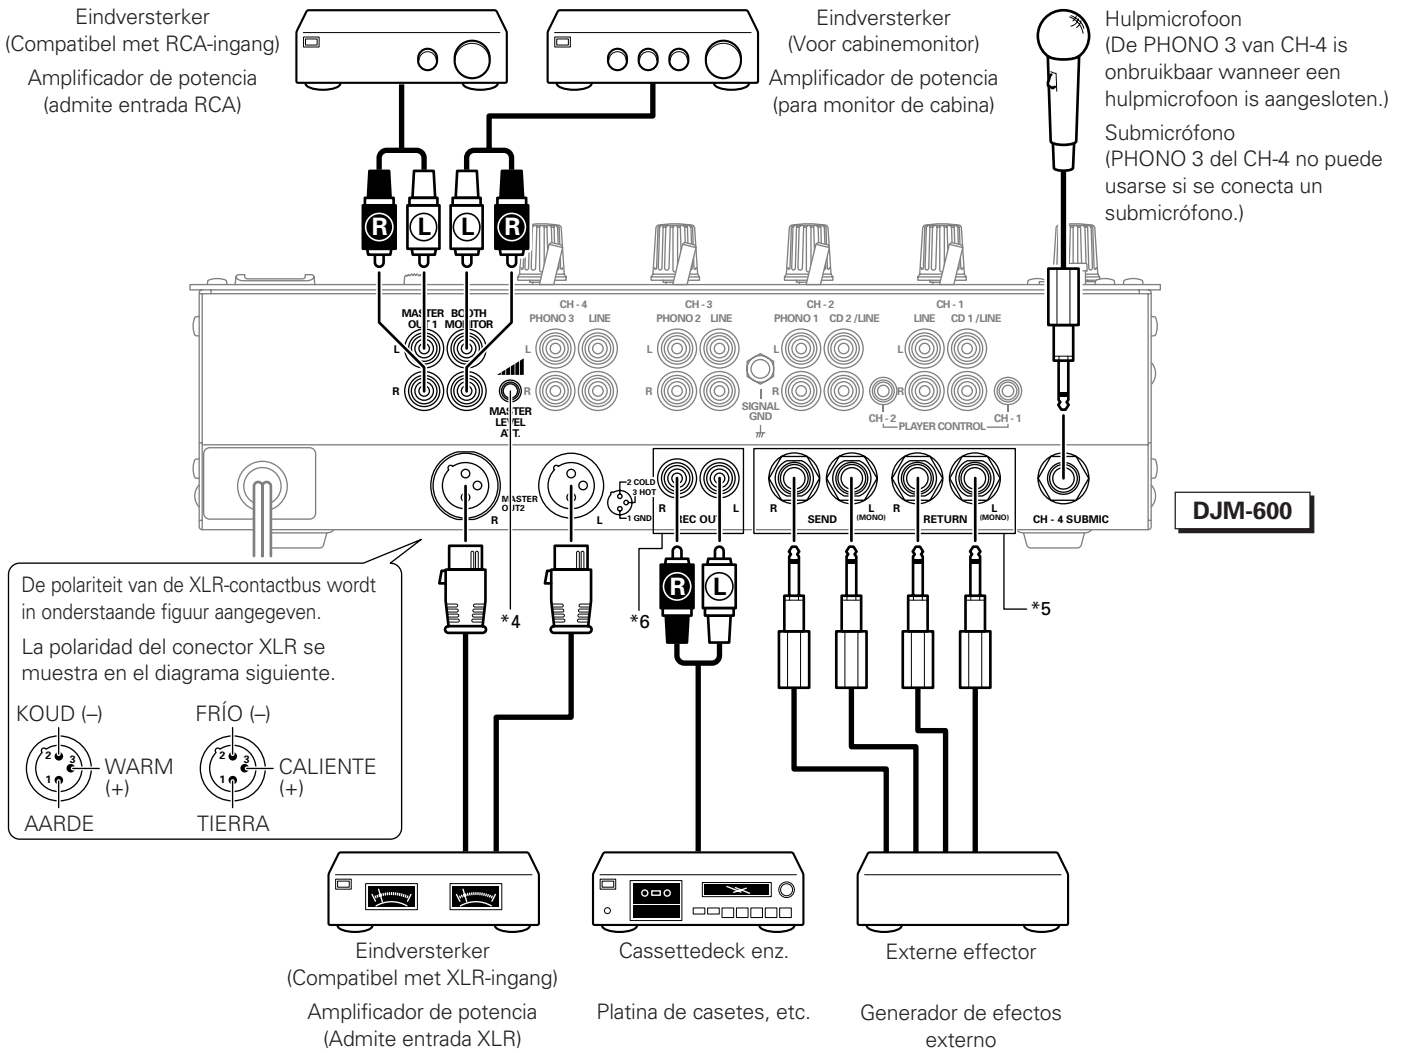 Eindversterker
(Compatibel met RCA-ingang)
Amplificador de potencia
(admite entrada RCA)
Eindversterker
(Voor cabinemonitor)
Amplificador de potencia
(para monitor de cabina)
Hulpmicrofoon
(De PHONO 3 van CH-4 is
onbruikbaar wanneer een
hulpmicrofoon is aangesloten.)
Submicrófono
(PHONO 3 del CH-4 no puede
usarse si se conecta un
submicrófono.)
R L L R
MASTER OUT 1
BOOTH MONITOR
CH - 4
PHONO 3 LINE
CH - 3
PHONO 2 LINE
CH - 2
PHONO 1 CD 2 /LINE
CH - 1
LINE CD 1 /LINE
L L L L L
R R R R R
MASTER
LEVEL
ATT.
SIGNAL
GND
CH - 2 PLAYER CONTROL CH - 1
MASTER
OUT2
R L
2 COLD
3 HOT
1 GND
R REC OUT L
R SEND L
(MONO)
R RETURN L
(MONO)
CH - 4 SUBMIC
DJM-600
De polariteit van de XLR-contactbus wordt
in onderstaande figuur aangegeven.
La polaridad del conector XLR se
muestra en el diagrama siguiente.
KOUD (–) FRÍO (–)
2 3 1 2 3 1
WARM
(+)
CALIENTE
(+)
AARDE TIERRA
*4
*6
R L
*5
Eindversterker
(Compatibel met XLR-ingang)
Amplificador de potencia
(Admite entrada XLR)
Cassettedeck enz.
Platina de casetes, etc.
Externe effector
Generador de efectos
externo